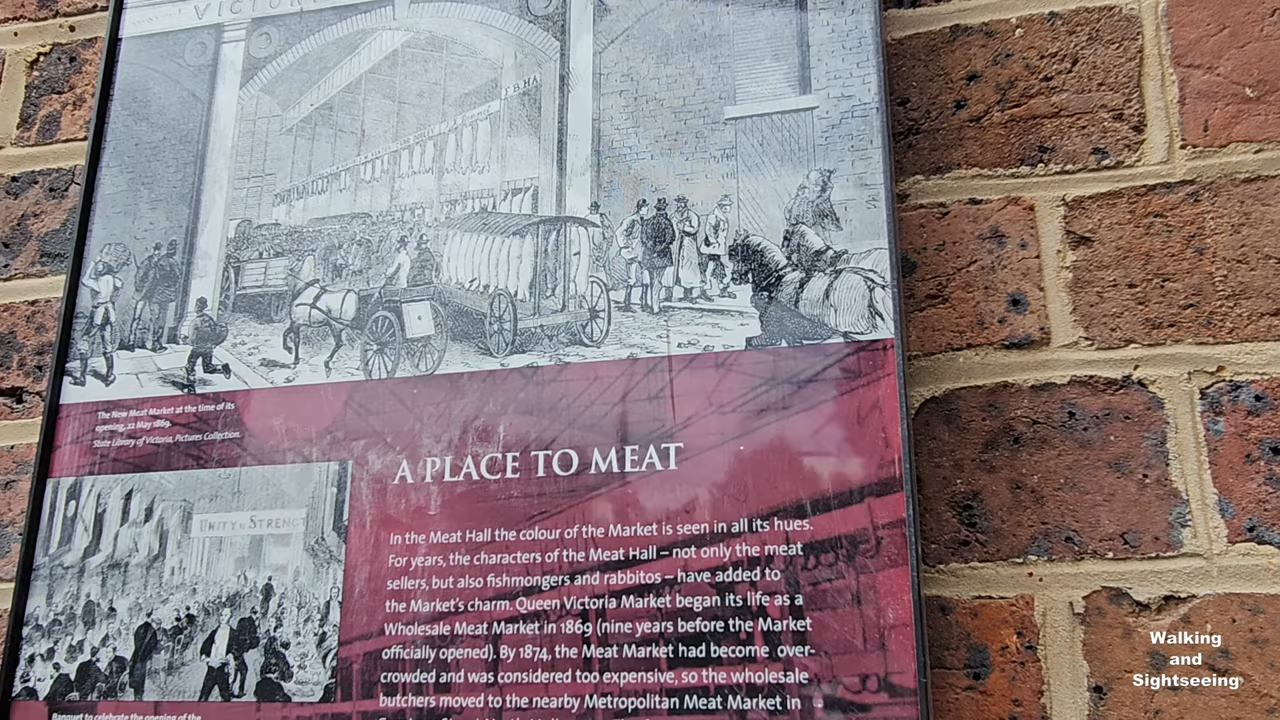 VICTORI
T.B.HA
The New Meat Market at the time of its
opening, 22 May 1869.
State Library of Victoria, Pictures Collection.
A PLACE TO MEAT
UNITY IS STRENGT
In the Meat Hall the colour of the Market is seen in all its hues.
For years, the characters of the Meat Hall – not only the meat
sellers, but also fishmongers and rabbitos – have added to
the Market's charm. Queen Victoria Market began its life as a
Wholesale Meat Market in 1869 (nine years before the Market
officially opened). By 1874, the Meat Market had become over-
crowded and was considered too expensive, so the wholesale
butchers moved to the nearby Metropolitan Meat Market in
Banquet to celebrate the opening of the
Walking
and
Sightseeing